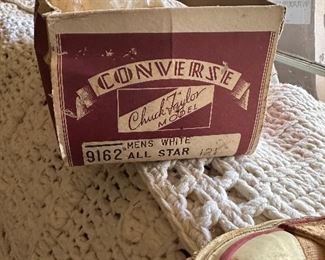 CONVERSE
Chuck Taylor
MODEL
MENS WHITE
9162 ALL STAR